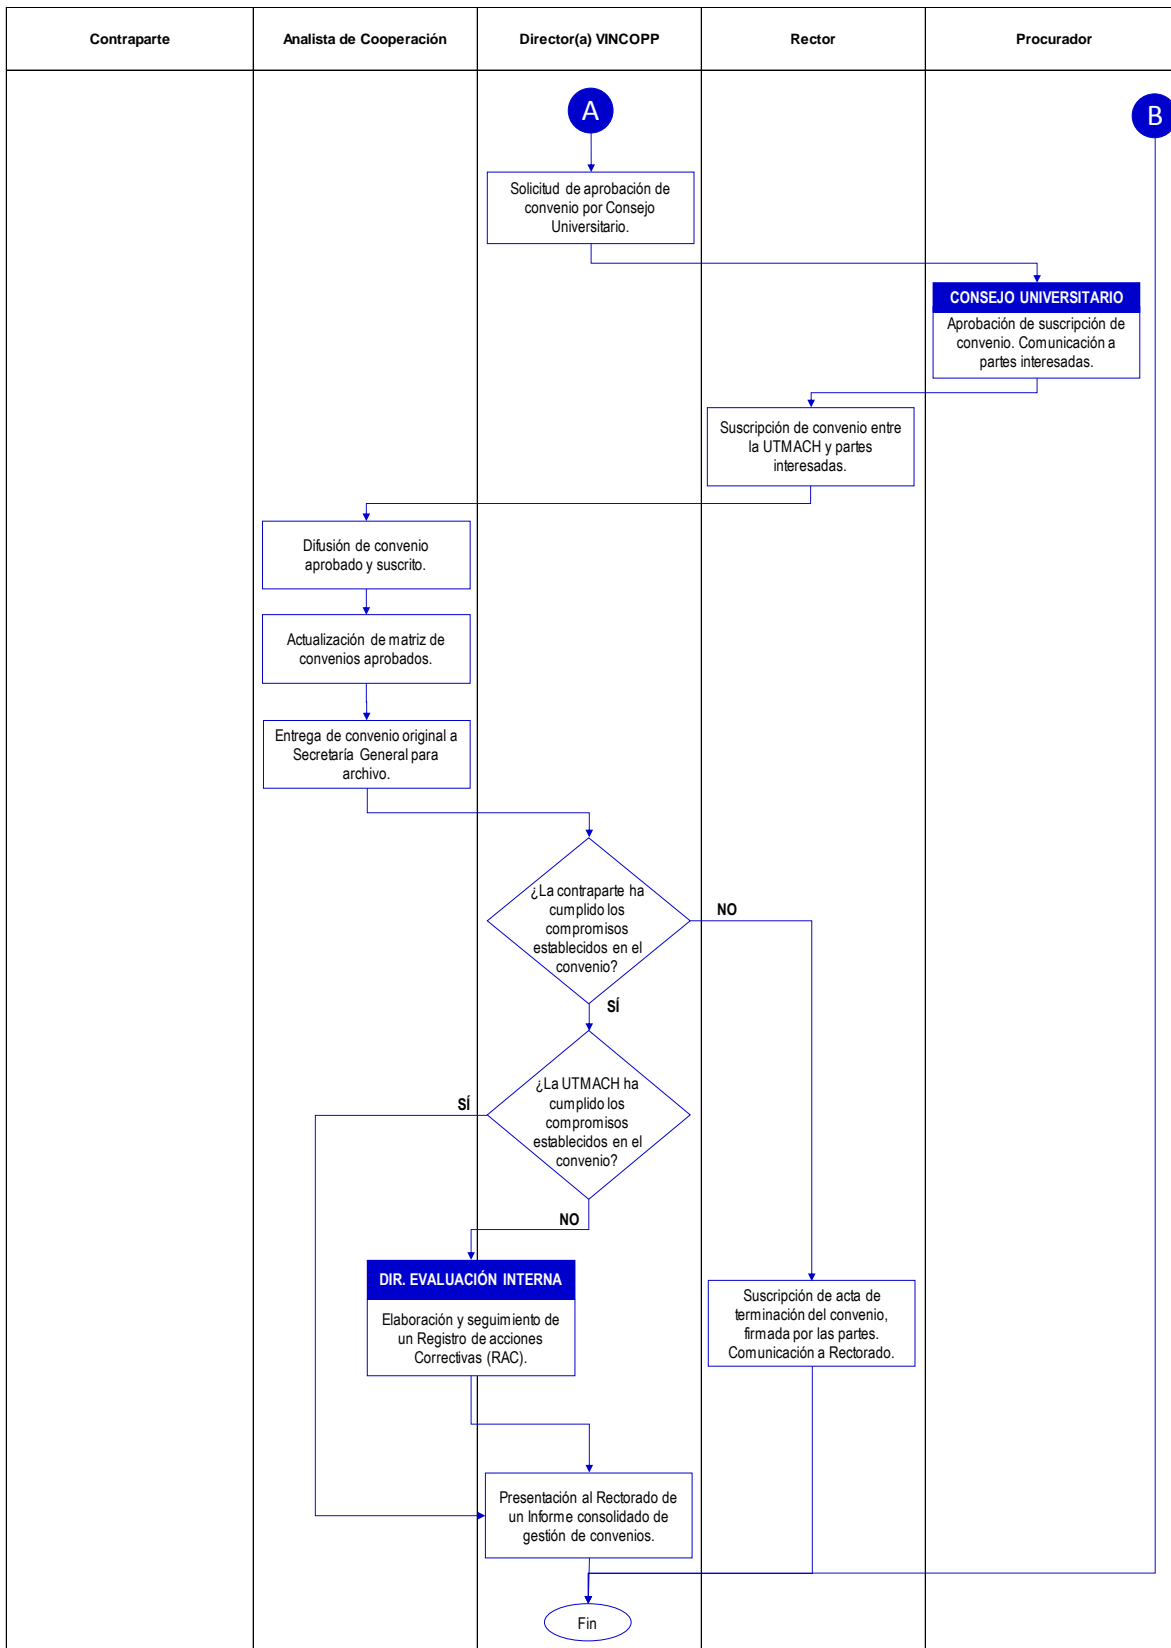 Contraparte
Analista de Cooperación
Director(a) VINCOPP
Rector
Procurador
A
B
Solicitud de aprobación de
convenio por Consejo
Universitario.
CONSEJO UNIVERSITARIO
Aprobación de suscripción de
convenio. Comunicación a
partes interesadas.
Suscripción de convenio entre
la UTMACH y partes
interesadas.
Difusión de convenio
aprobado y suscrito.
Actualización de matriz de
convenios aprobados.
Entrega de convenio original a
Secretaría General para
archivo.
¿La contraparte ha
cumplido los
compromisos
establecidos en el
convenio?
NO
SÍ
¿La UTMACH ha
cumplido los
compromisos
establecidos en el
convenio?
SÍ
NO
DIR. EVALUACIÓN INTERNA
Elaboración y seguimiento de
un Registro de acciones
Correctivas (RAC).
Suscripción de acta de
terminación del convenio,
firmada por las partes.
Comunicación a Rectorado.
Presentación al Rectorado de
un Informe consolidado de
gestión de convenios.
Fin